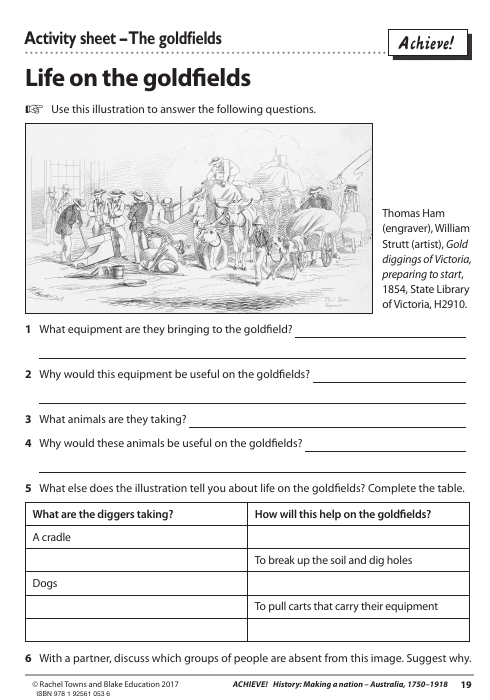 Activity sheet – The goldfields
Achieve!
Life on the goldfields
Use this illustration to answer the following questions.
Thomas Ham
(engraver), William
Strutt (artist), Gold
diggings of Victoria,
preparing to start,
1854, State Library
of Victoria, H2910.
1 What equipment are they bringing to the goldfield?
2 Why would this equipment be useful on the goldfields?
3 What animals are they taking?
4 Why would these animals be useful on the goldfields?
5 What else does the illustration tell you about life on the goldfields? Complete the table.
What are the diggers taking? How will this help on the goldfields?
A cradle
To break up the soil and dig holes
Dogs
To pull carts that carry their equipment
6 With a partner, discuss which groups of people are absent from this image. Suggest why.
© Rachel Towns and Blake Education 2017 ACHIEVE! History: Making a nation – Australia, 1750–1918 19
ISBN 978 1 92561 053 6